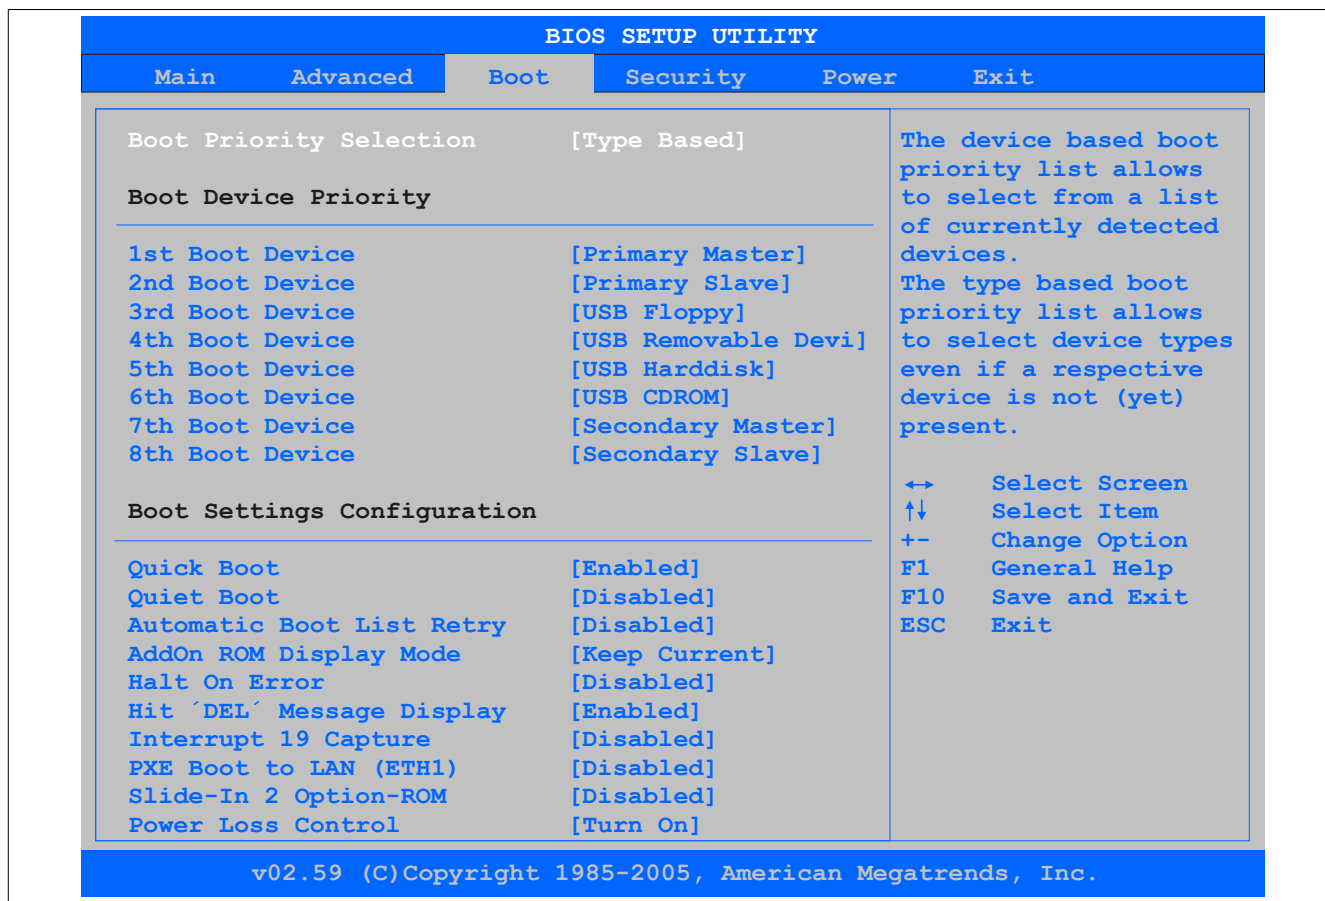 BIOS SETUP UTILITY
Main Advanced Boot Security Power Exit
Boot Priority Selection [Type Based]
Boot Device Priority
1st Boot Device [Primary Master]
2nd Boot Device [Primary Slave]
3rd Boot Device [USB Floppy]
4th Boot Device [USB Removable Devi]
5th Boot Device [USB Harddisk]
6th Boot Device [USB CDROM]
7th Boot Device [Secondary Master]
8th Boot Device [Secondary Slave]
Boot Settings Configuration
Quick Boot [Enabled]
Quiet Boot [Disabled]
Automatic Boot List Retry [Disabled]
AddOn ROM Display Mode [Keep Current]
Halt On Error [Disabled]
Hit ´DEL´ Message Display [Enabled]
Interrupt 19 Capture [Disabled]
PXE Boot to LAN (ETH1) [Disabled]
Slide-In 2 Option-ROM [Disabled]
Power Loss Control [Turn On]
The device based boot
priority list allows
to select from a list
of currently detected
devices.
The type based boot
priority list allows
to select device types
even if a respective
device is not (yet)
present.
↔ Select Screen
↑↓ Select Item
+- Change Option
F1 General Help
F10 Save and Exit
ESC Exit
v02.59 (C)Copyright 1985-2005, American Megatrends, Inc.